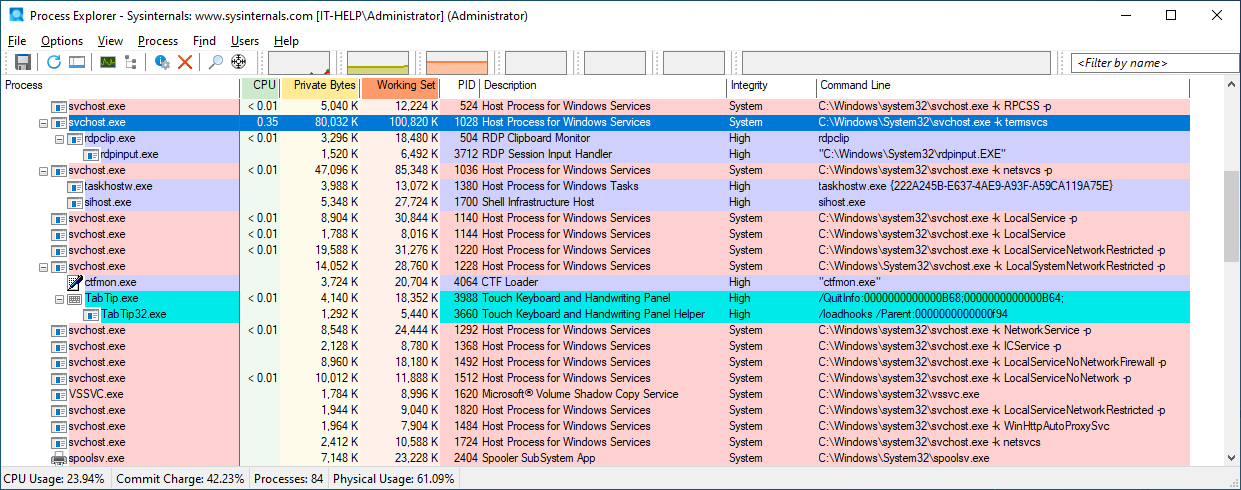 Process Explorer - Sysinternals: www.sysinternals.com [IT-HELP\Administrator] (Administrator)
File Options View Process Find Users Help
<Filter by name>
Process CPU Private Bytes Working Set PID Description Integrity Command Line
svchost.exe < 0.01 5,040 K 12,224 K 524 Host Process for Windows Services System C:\Windows\system32\svchost.exe -k RPCSS -p
svchost.exe 0.35 80,032 K 100,820 K 1028 Host Process for Windows Services System C:\Windows\System32\svchost.exe -k termsvcs
rdpclip.exe < 0.01 3,296 K 18,480 K 504 RDP Clipboard Monitor High rdpclip
rdpinput.exe 1,520 K 6,492 K 3712 RDP Session Input Handler High "C:\Windows\System32\rdpinput.EXE"
svchost.exe < 0.01 47,096 K 85,348 K 1036 Host Process for Windows Services System C:\Windows\system32\svchost.exe -k netsvcs -p
taskhostw.exe 3,988 K 13,072 K 1380 Host Process for Windows Tasks High taskhostw.exe {222A245B-E637-4AE9-A93F-A59CA119A75E}
sihost.exe 5,348 K 27,724 K 1700 Shell Infrastructure Host High sihost.exe
svchost.exe < 0.01 8,904 K 30,844 K 1140 Host Process for Windows Services System C:\Windows\system32\svchost.exe -k LocalService -p
svchost.exe < 0.01 1,788 K 8,016 K 1144 Host Process for Windows Services System C:\Windows\system32\svchost.exe -k LocalService
svchost.exe < 0.01 19,588 K 31,276 K 1220 Host Process for Windows Services System C:\Windows\system32\svchost.exe -k LocalServiceNetworkRestricted -p
svchost.exe 14,052 K 28,760 K 1228 Host Process for Windows Services System C:\Windows\System32\svchost.exe -k LocalSystemNetworkRestricted -p
ctfmon.exe 3,724 K 20,704 K 4064 CTF Loader High "ctfmon.exe"
TabTip.exe < 0.01 4,140 K 18,352 K 3988 Touch Keyboard and Handwriting Panel High /QuitInfo:0000000000000B68;0000000000000B64;
TabTip32.exe 1,292 K 5,440 K 3660 Touch Keyboard and Handwriting Panel Helper High /loadhooks /Parent:0000000000000f94
svchost.exe < 0.01 8,548 K 24,444 K 1292 Host Process for Windows Services System C:\Windows\system32\svchost.exe -k NetworkService -p
svchost.exe 2,128 K 8,780 K 1368 Host Process for Windows Services System C:\Windows\system32\svchost.exe -k ICService -p
svchost.exe 8,960 K 18,180 K 1492 Host Process for Windows Services System C:\Windows\system32\svchost.exe -k LocalServiceNoNetworkFirewall -p
svchost.exe < 0.01 10,012 K 11,888 K 1512 Host Process for Windows Services System C:\Windows\system32\svchost.exe -k LocalServiceNoNetwork -p
VSSVC.exe 1,784 K 8,996 K 1620 Microsoft® Volume Shadow Copy Service System C:\Windows\system32\vssvc.exe
svchost.exe 1,944 K 9,040 K 1820 Host Process for Windows Services System C:\Windows\system32\svchost.exe -k LocalServiceNetworkRestricted -p
svchost.exe 1,964 K 7,904 K 1484 Host Process for Windows Services System C:\Windows\system32\svchost.exe -k WinHttpAutoProxySvc
svchost.exe 2,412 K 10,588 K 1724 Host Process for Windows Services System C:\Windows\system32\svchost.exe -k netsvcs
spoolsv.exe 7,148 K 23,228 K 2404 Spooler SubSystem App System C:\Windows\System32\spoolsv.exe
CPU Usage: 23.94% Commit Charge: 42.23% Processes: 84 Physical Usage: 61.09%